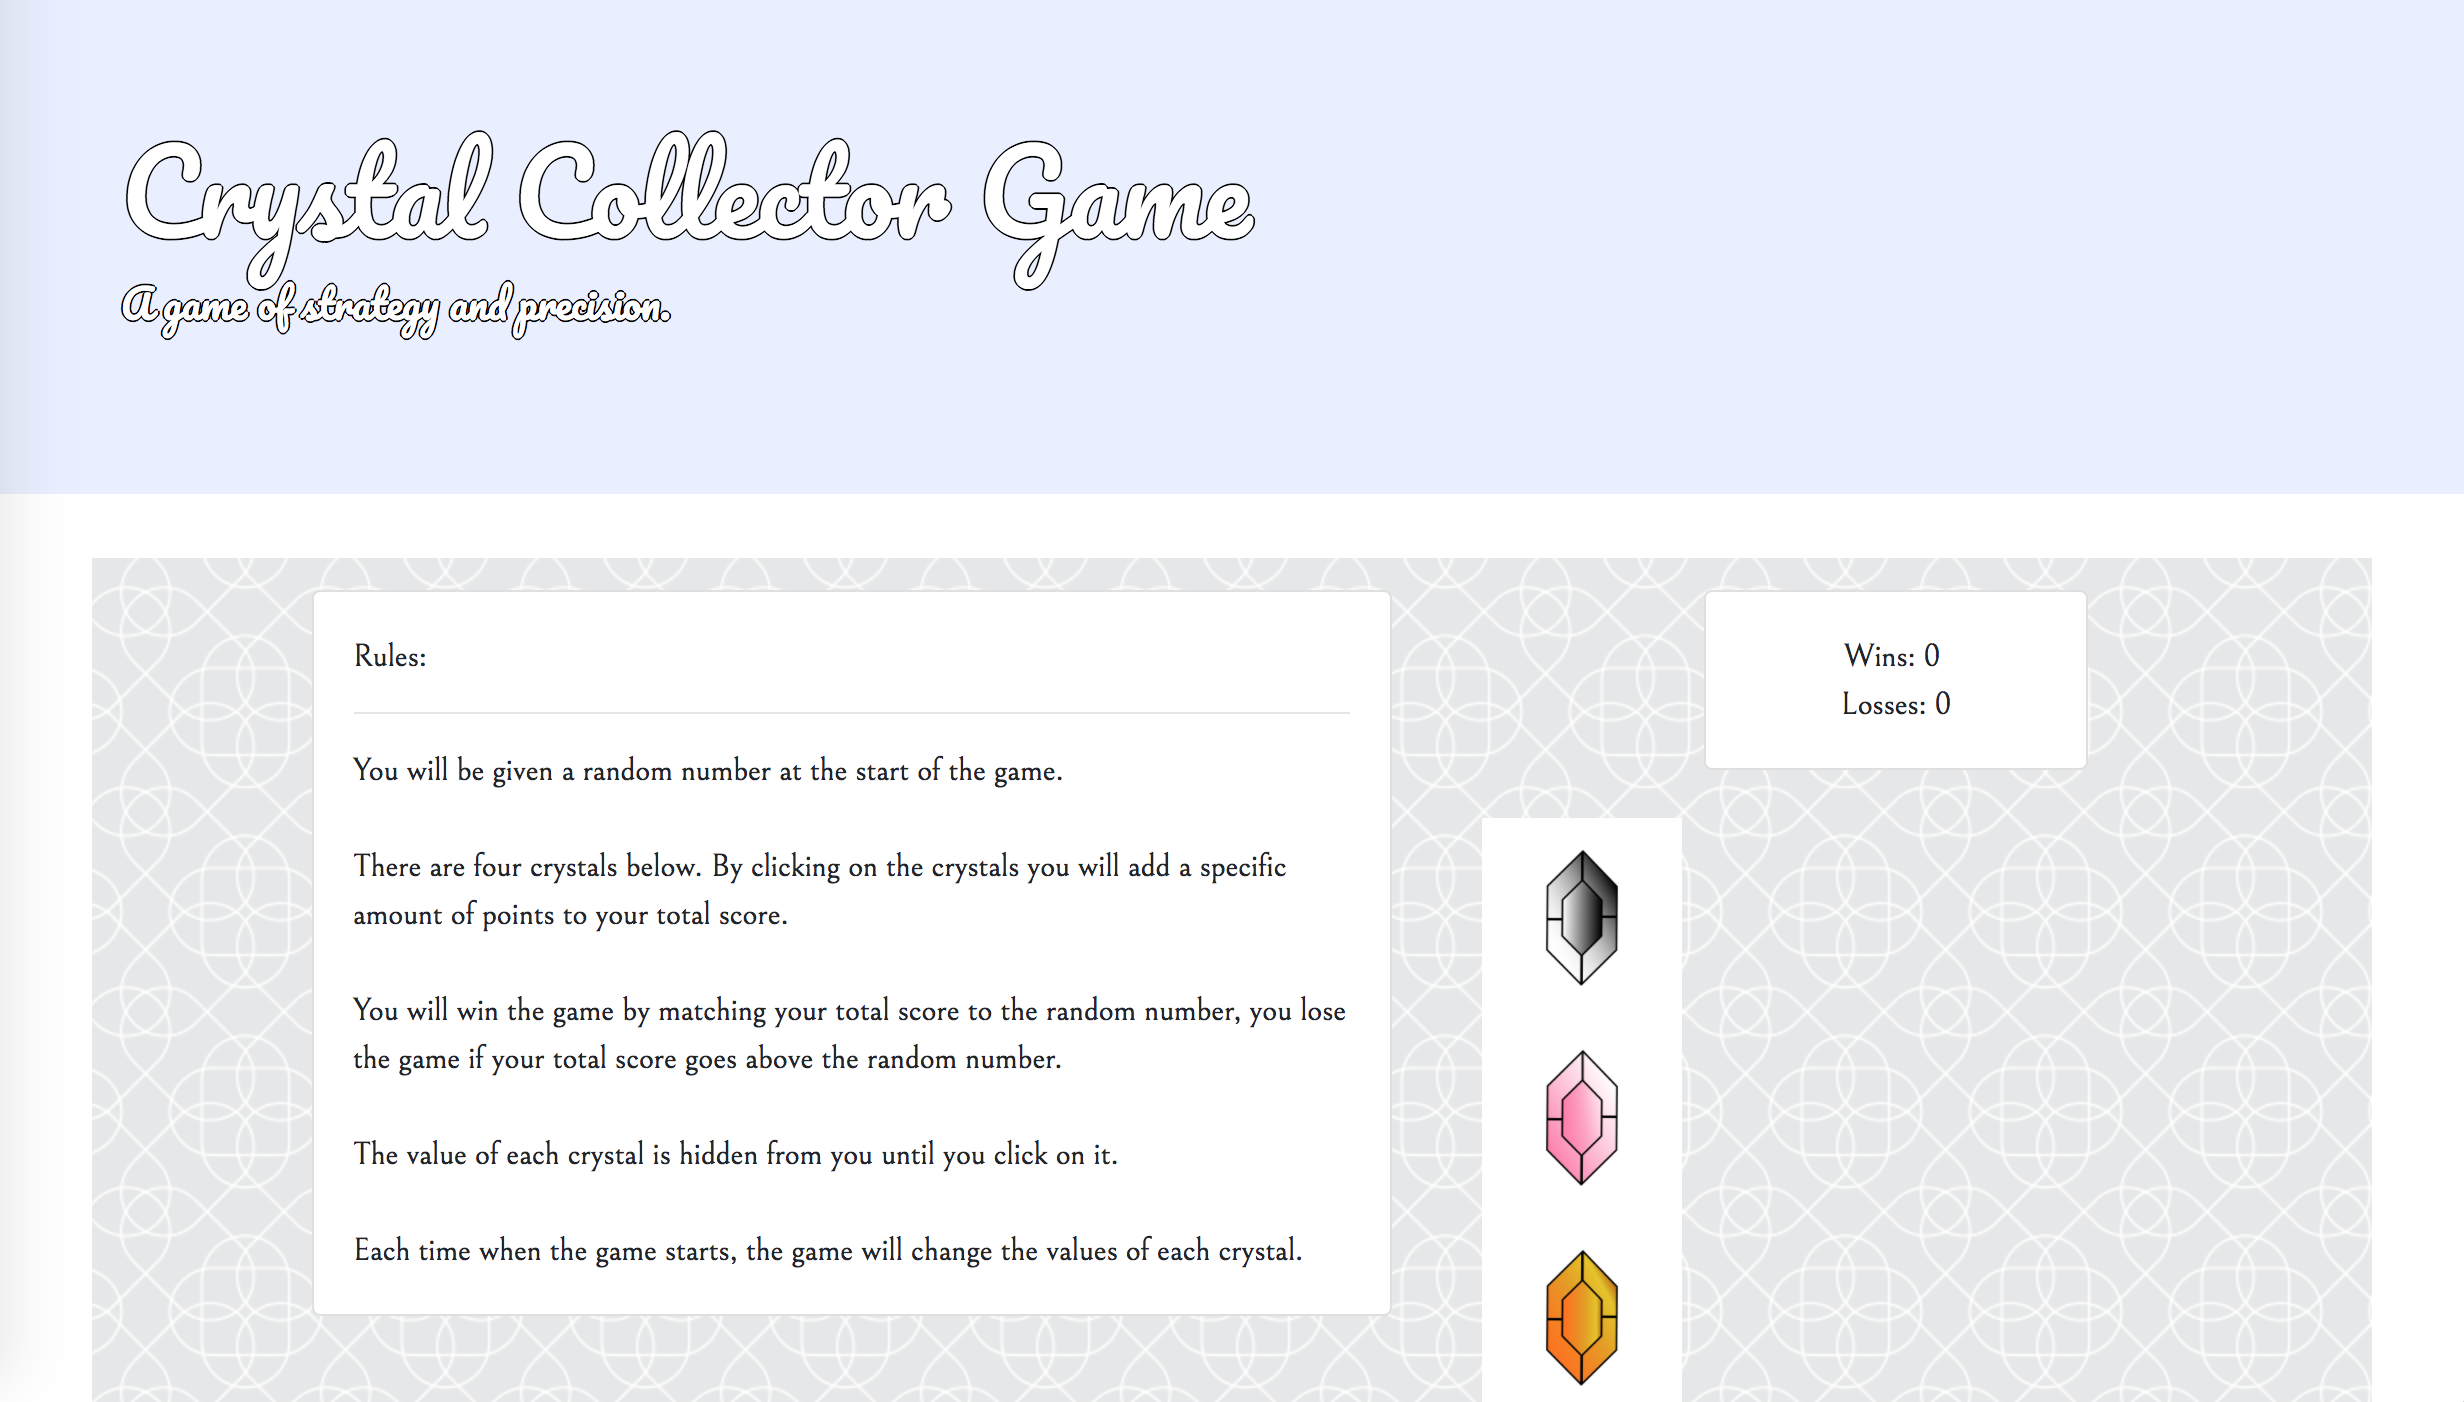 Crystal Collector Game
A game of strategy and precision.
Rules:
You will be given a random number at the start of the game.
There are four crystals below. By clicking on the crystals you will add a specific
amount of points to your total score.
You will win the game by matching your total score to the random number, you lose
the game if your total score goes above the random number.
The value of each crystal is hidden from you until you click on it.
Each time when the game starts, the game will change the values of each crystal.
Wins: 0
Losses: 0